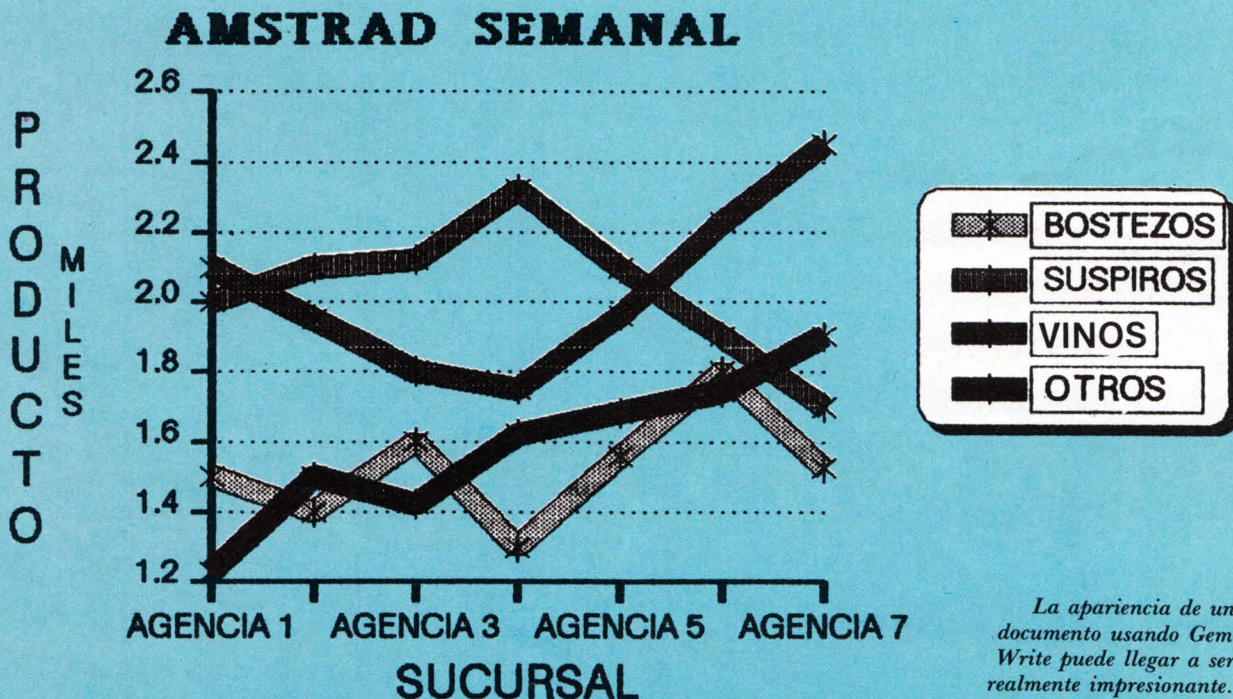 AMSTRAD SEMANAL
PRODUCTO
MILES
2.6
2.4
2.2
2.0
1.8
1.6
1.4
1.2
AGENCIA 1 AGENCIA 3 AGENCIA 5 AGENCIA 7
SUCURSAL
BOSTEZOS
SUSPIROS
VINOS
OTROS
La apariencia de un
documento usando Gem
Write puede llegar a ser
realmente impresionante.